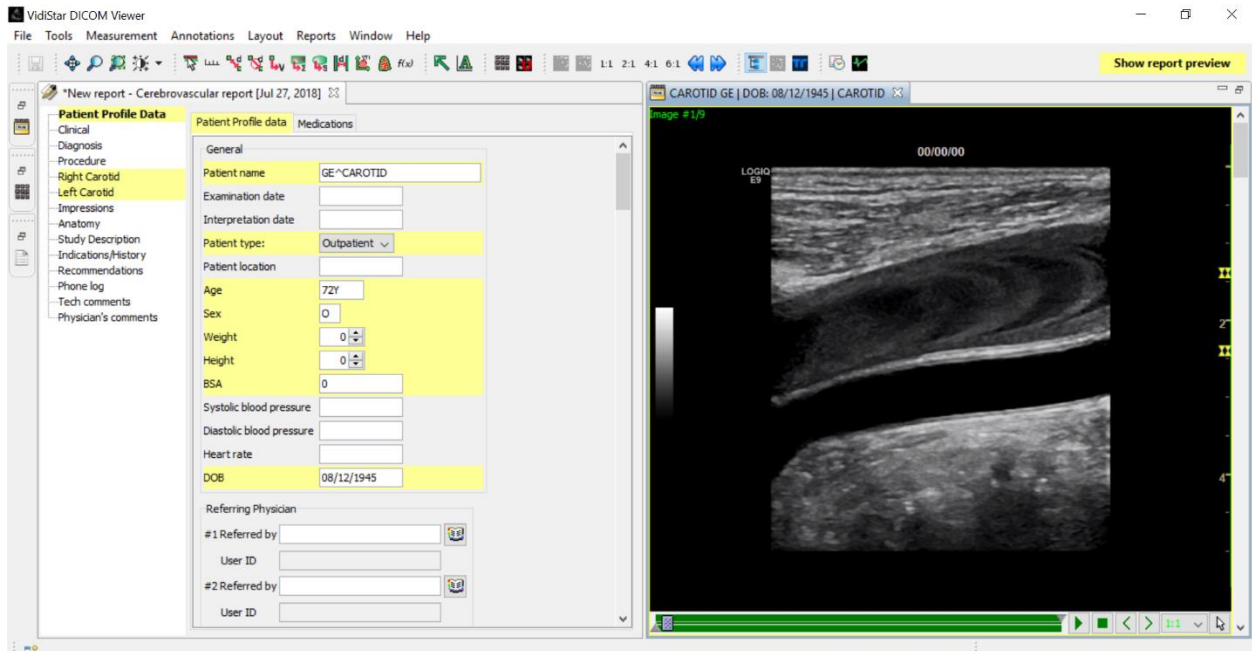 VidiStar DICOM Viewer
File Tools Measurement Annotations Layout Reports Window Help
f(x) 1:1 2:1 4:1 6:1 Show report preview
*New report - Cerebrovascular report [Jul 27, 2018]
Patient Profile Data
Clinical
Diagnosis
Procedure
Right Carotid
Left Carotid
Impressions
Anatomy
Study Description
Indications/History
Recommendations
Phone log
Tech comments
Physician's comments
Patient Profile data Medications
General
Patient name GE^CAROTID
Examination date
Interpretation date
Patient type: Outpatient
Patient location
Age 72Y
Sex O
Weight 0
Height 0
BSA 0
Systolic blood pressure
Diastolic blood pressure
Heart rate
DOB 08/12/1945
Referring Physician
#1 Referred by
User ID
#2 Referred by
User ID
CAROTID GE | DOB: 08/12/1945 | CAROTID
Image #1/9
00/00/00
LOGIQ
E9
2
4
1:1